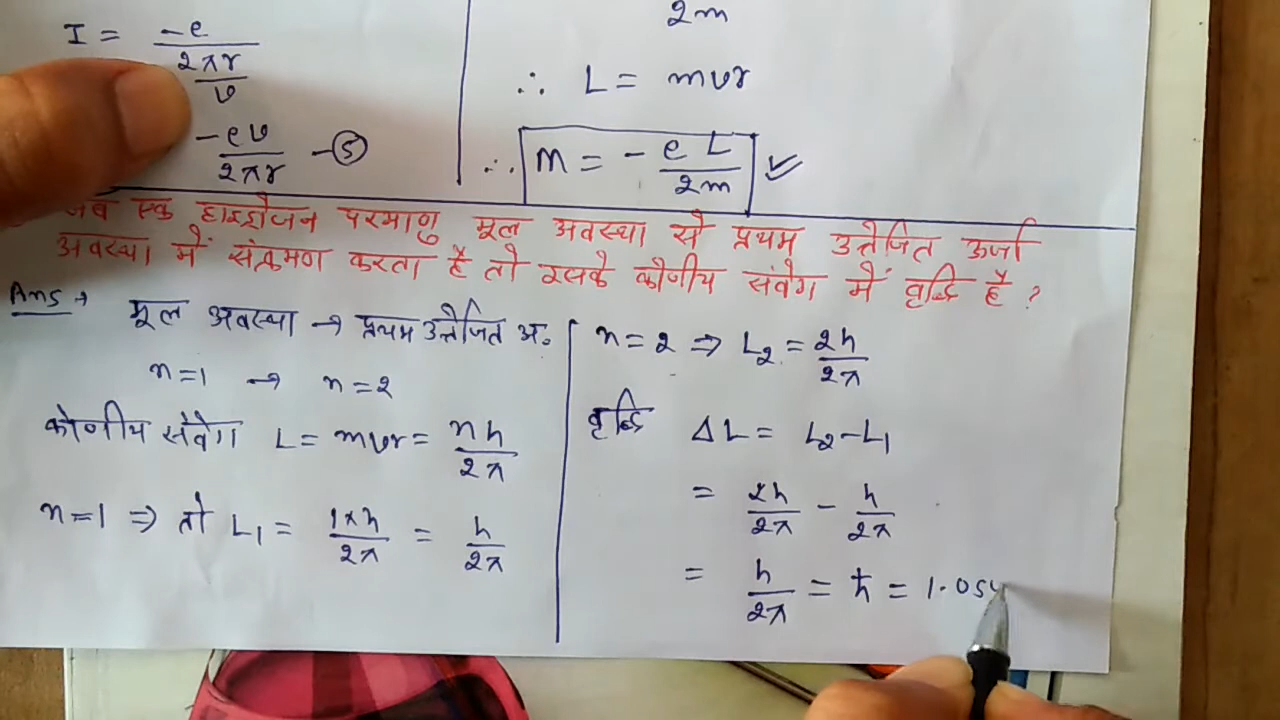 I = -e / 2πr / v
-ev / 2πr -⑤
2m
∴ L = mvr
∴ M = - e L / 2m
जब एक हाइड्रोजन परमाणु मूल अवस्था से प्रथम उत्तेजित ऊर्जा
अवस्था में संक्रमण करता है तो इसके कोणीय संवेग में वृद्धि है ?
Ans → मूल अवस्था → प्रथम उत्तेजित अ.
n=1 → n=2
कोणीय संवेग L = mvr = nh / 2π
n=1 ⇒ तो L₁ = 1×h / 2π = h / 2π
n=2 ⇒ L₂ = 2h / 2π
वृद्धि ΔL = L₂-L₁
= 2h / 2π - h / 2π
= h / 2π = ħ = 1.054